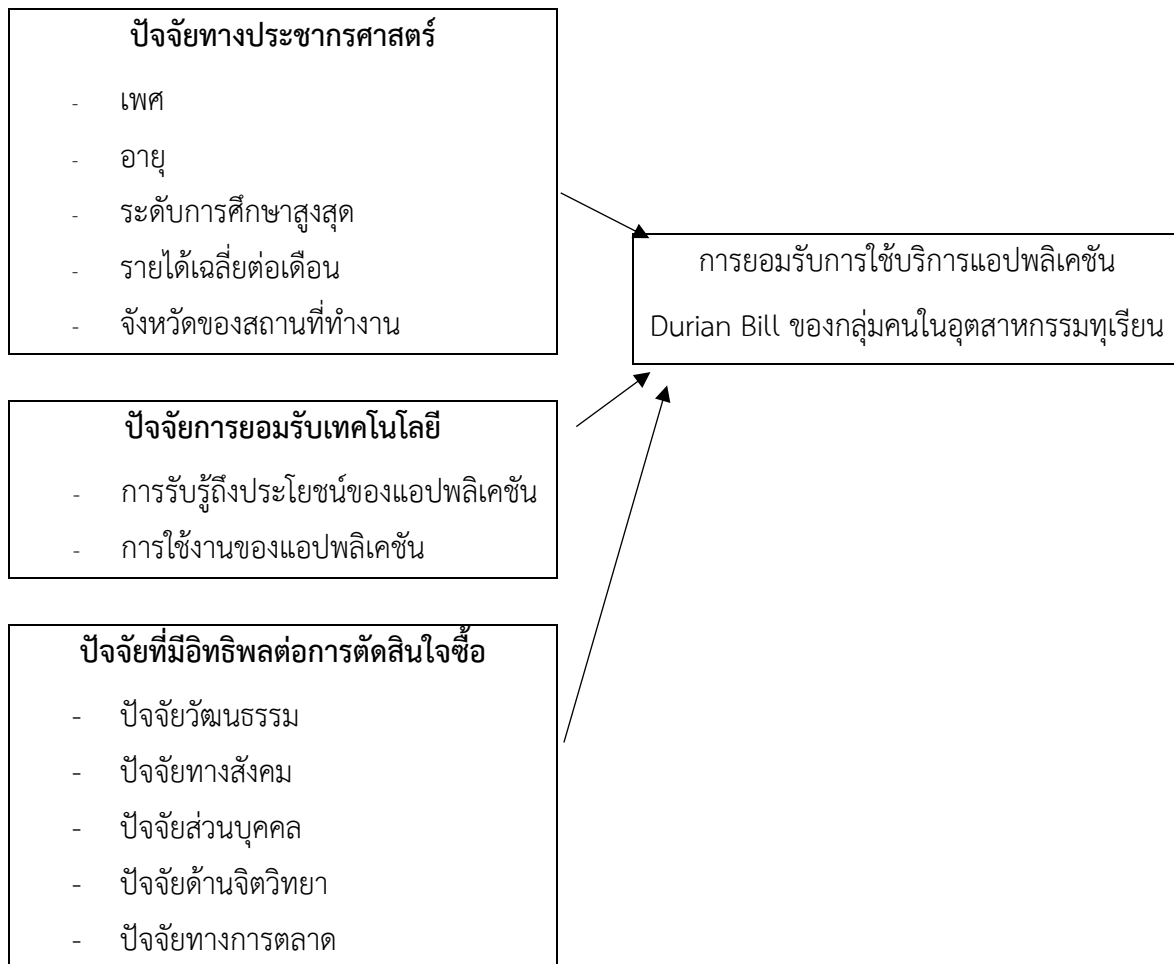 ปัจจัยทางประชากรศาสตร์
- เพศ
- อายุ
- ระดับการศึกษาสูงสุด
- รายได้เฉลี่ยต่อเดือน
- จังหวัดของสถานที่ทำงาน
การยอมรับการใช้บริการแอปพลิเคชัน
Durian Bill ของกลุ่มคนในอุตสาหกรรมทุเรียน
ปัจจัยการยอมรับเทคโนโลยี
- การรับรู้ถึงประโยชน์ของแอปพลิเคชัน
- การใช้งานของแอปพลิเคชัน
ปัจจัยที่มีอิทธิพลต่อการตัดสินใจซื้อ
- ปัจจัยวัฒนธรรม
- ปัจจัยทางสังคม
- ปัจจัยส่วนบุคคล
- ปัจจัยด้านจิตวิทยา
- ปัจจัยทางการตลาด